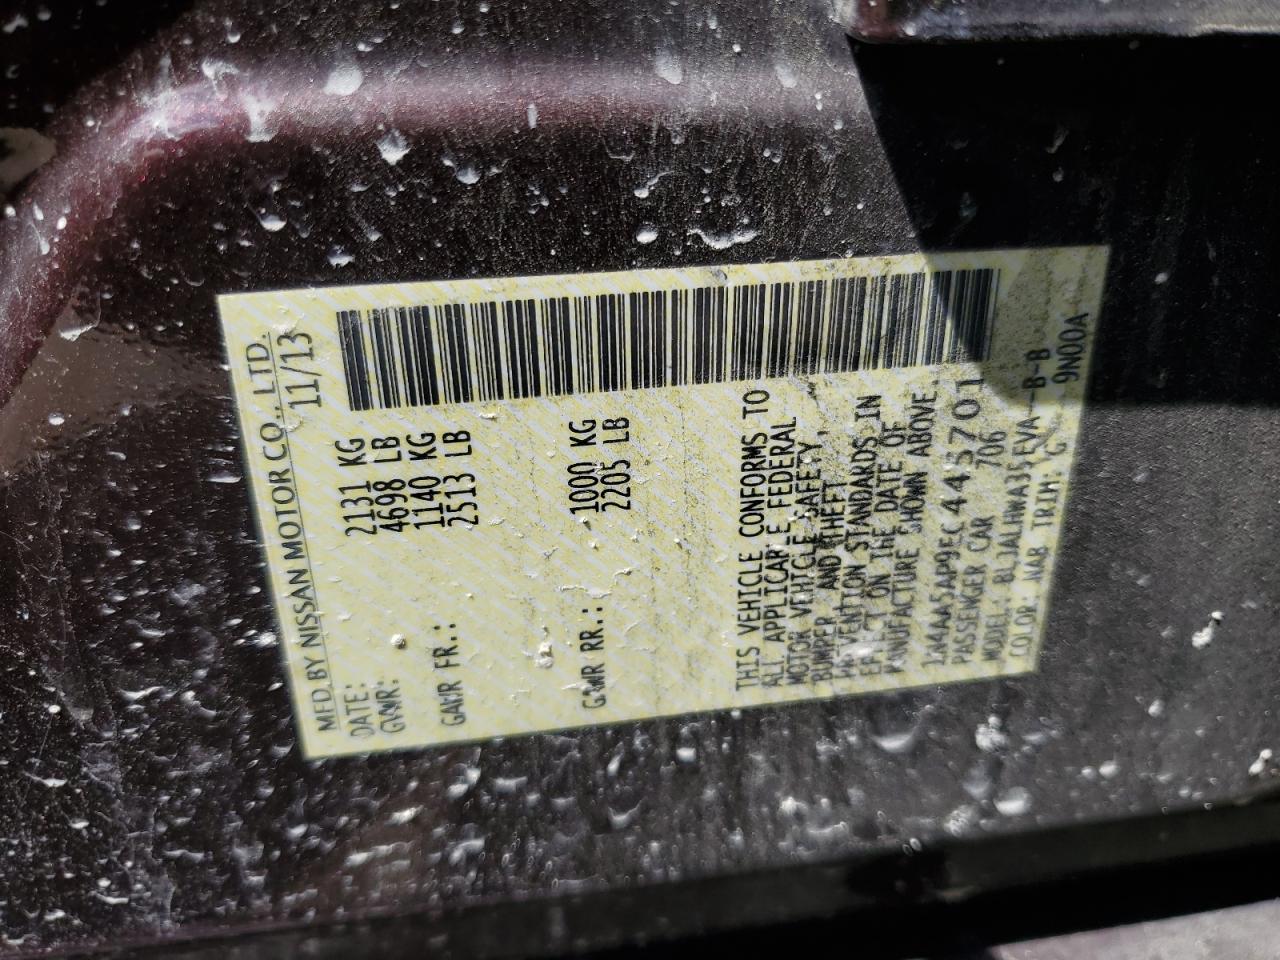 MFD BY NISSAN MOTOR CO., LTD.
DATE: 11/13
GVWR: 2131 KG
4698 LB
GAWR FR.: 1140 KG
2513 LB
GAWR RR.: 1000 KG
2205 LB
THIS VEHICLE CONFORMS TO
ALL APPLICABLE FEDERAL
MOTOR VEHICLE SAFETY,
BUMPER AND THEFT
PREVENTION STANDARDS IN
EFFECT ON THE DATE OF
MANUFACTURE SHOWN ABOVE.
1N4AA5AP9EC443701
PASSENGER CAR 706
MODEL: BLJALHWA35EVA--B-B
COLOR: NAB TRIM: G 9N00A